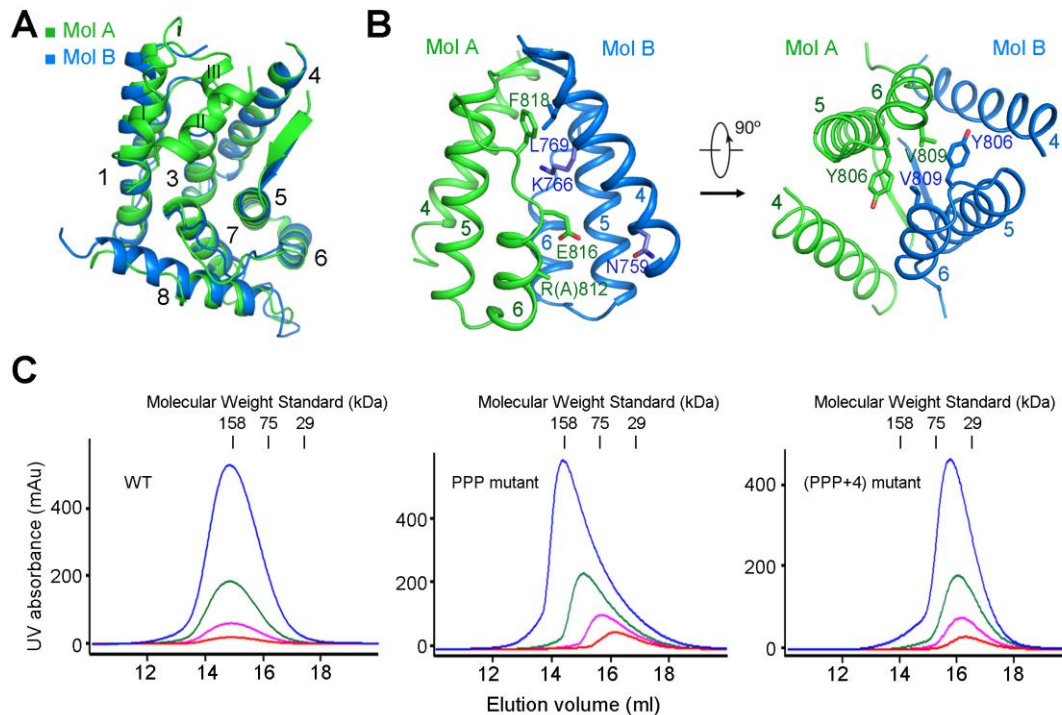 A
Mol A
Mol B
1
III
II
4
1
3
5
7
6
8
B
Mol A Mol B
F818
L769
K766
4
5
4
6
5
E816
N759
R(A)812
6
90º
Mol A
Mol B
6
5
Y806
4
V809
Y806
V809
4
5
6
C
Molecular Weight Standard (kDa)
158 75 29
WT
UV absorbance (mAu)
400
200
0
12 14 16 18
Molecular Weight Standard (kDa)
158 75 29
PPP mutant
400
200
0
12 14 16 18
Molecular Weight Standard (kDa)
158 75 29
(PPP+4) mutant
400
200
0
12 14 16 18
Elution volume (ml)